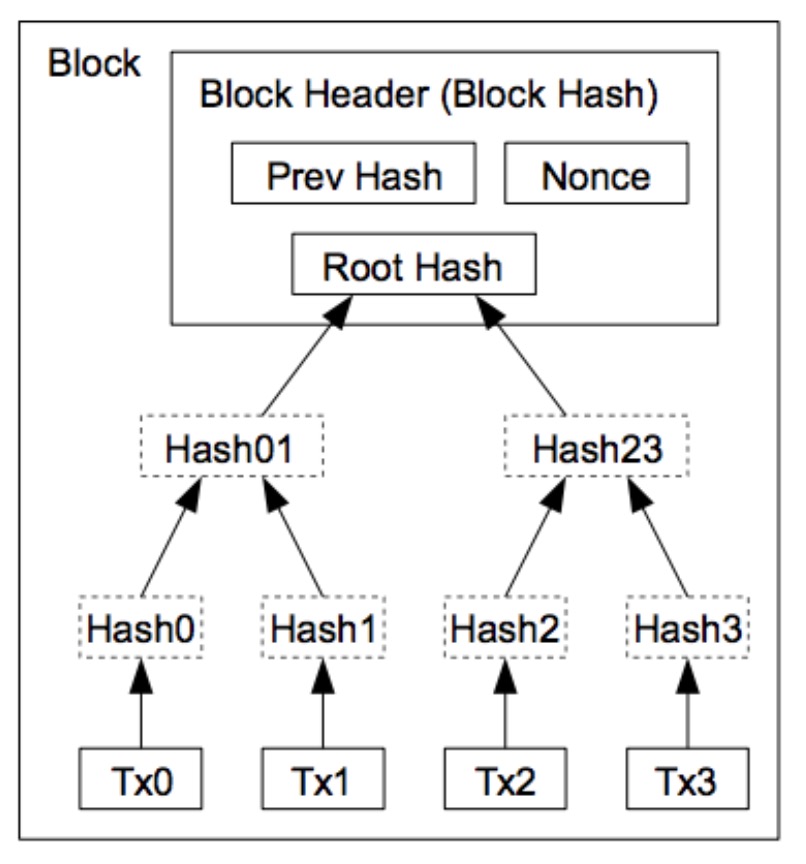 Block
Block Header (Block Hash)
Prev Hash
Nonce
Root Hash
Hash01
Hash23
Hash0
Hash1
Hash2
Hash3
Tx0
Tx1
Tx2
Tx3